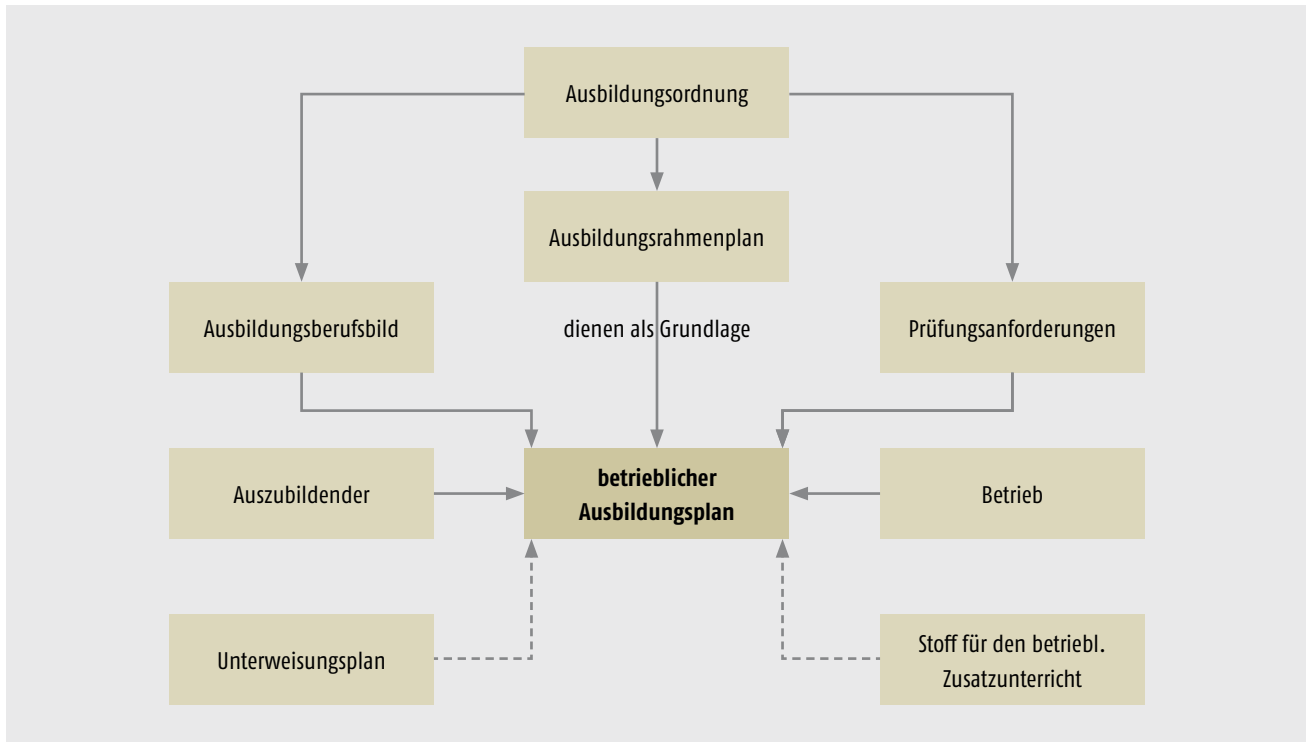 Ausbildungsordnung
Ausbildungsrahmenplan
Ausbildungsberufsbild
dienen als Grundlage
Prüfungsanforderungen
Auszubildender
betrieblicher
Ausbildungsplan
Betrieb
Unterweisungsplan
Stoff für den betriebl.
Zusatzunterricht